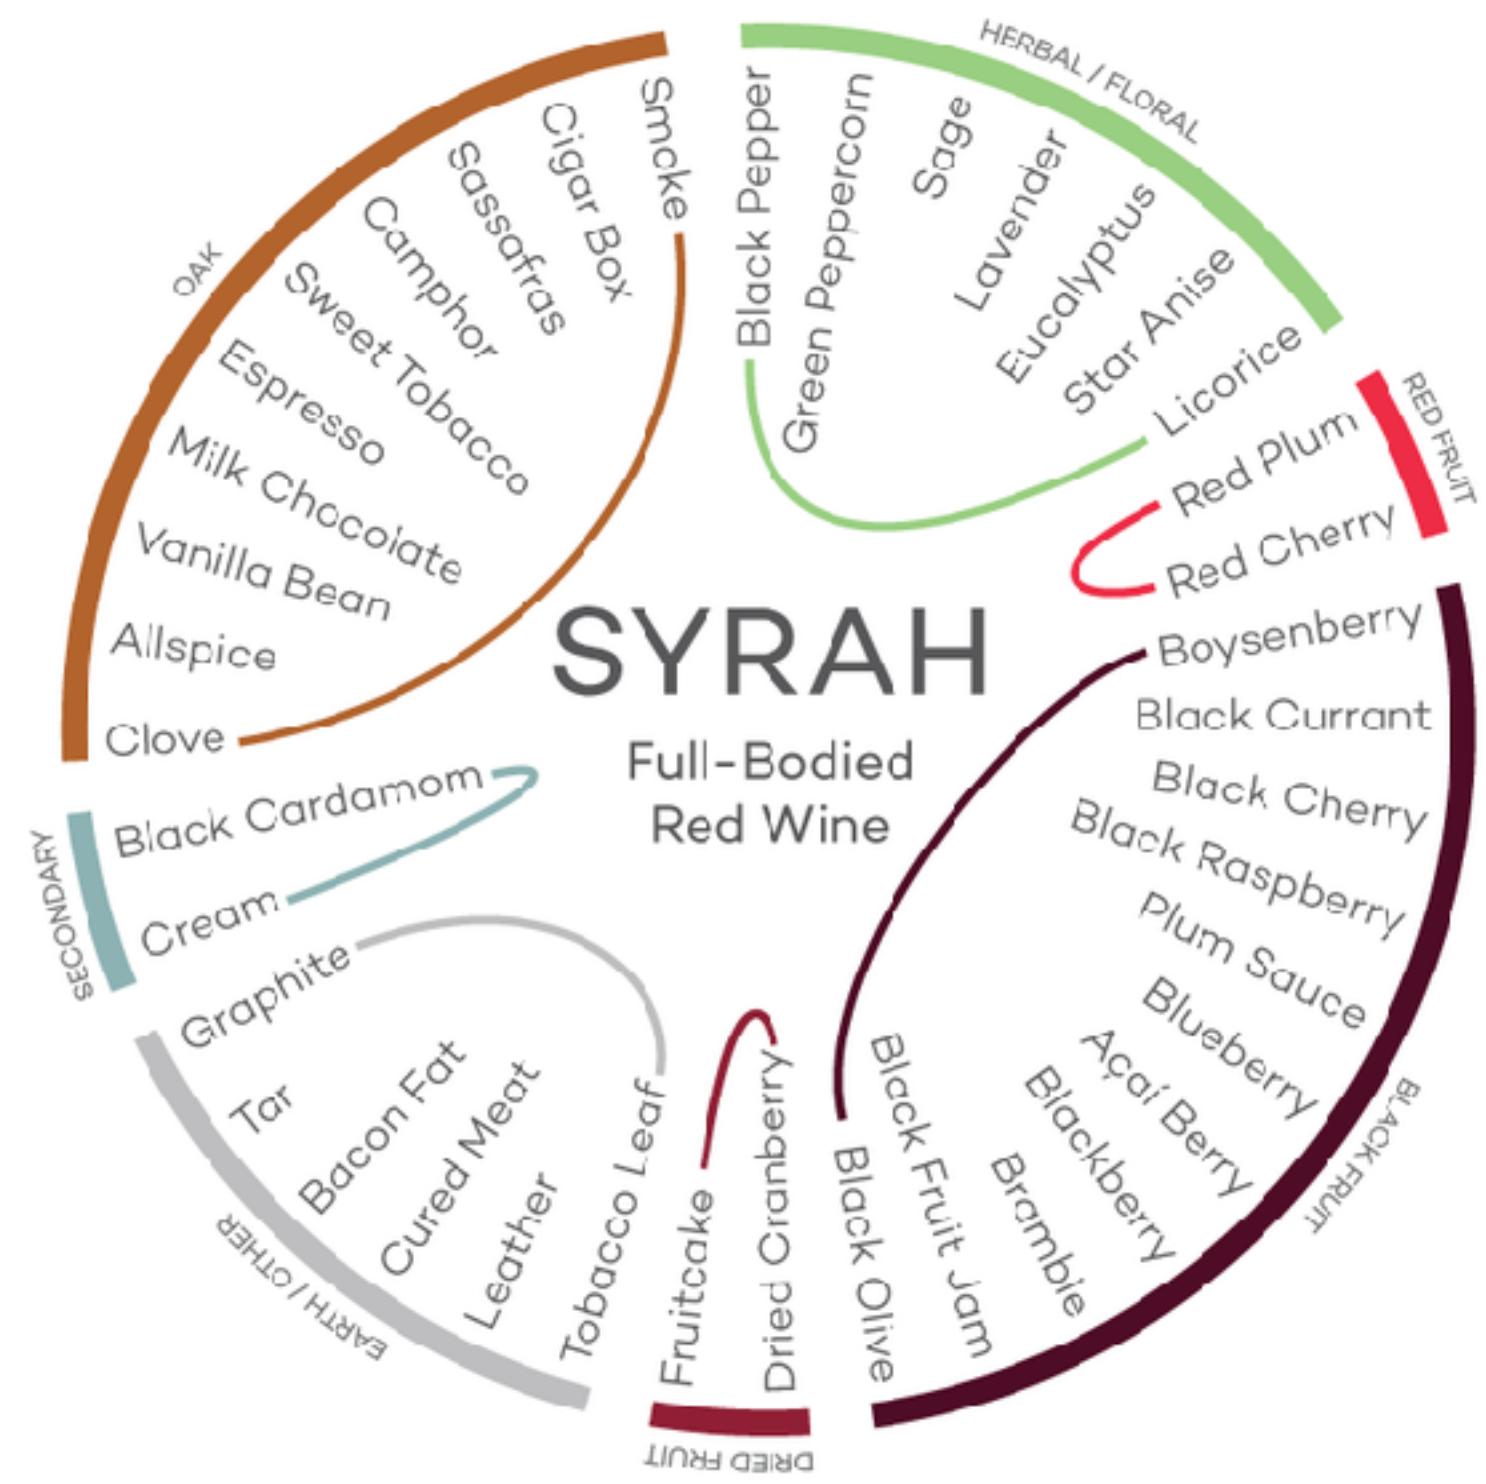 SYRAH
Full-Bodied
Red Wine
HERBAL / FLORAL
Black Pepper
Green Peppercorn
Sage
Lavender
Eucalyptus
Star Anise
Licorice
RED FRUIT
Red Plum
Red Cherry
BLACK FRUIT
Boysenberry
Black Currant
Black Cherry
Black Raspberry
Plum Sauce
Blueberry
Açaí Berry
Blackberry
Bramble
Black Fruit Jam
Black Olive
DRIED FRUIT
Dried Cranberry
Fruitcake
EARTH / OTHER
Tobacco Leaf
Leather
Cured Meat
Bacon Fat
Tar
Graphite
SECONDARY
Cream
Black Cardamom
OAK
Clove
Allspice
Vanilla Bean
Milk Chocolate
Espresso
Sweet Tobacco
Camphor
Sassafras
Cigar Box
Smoke